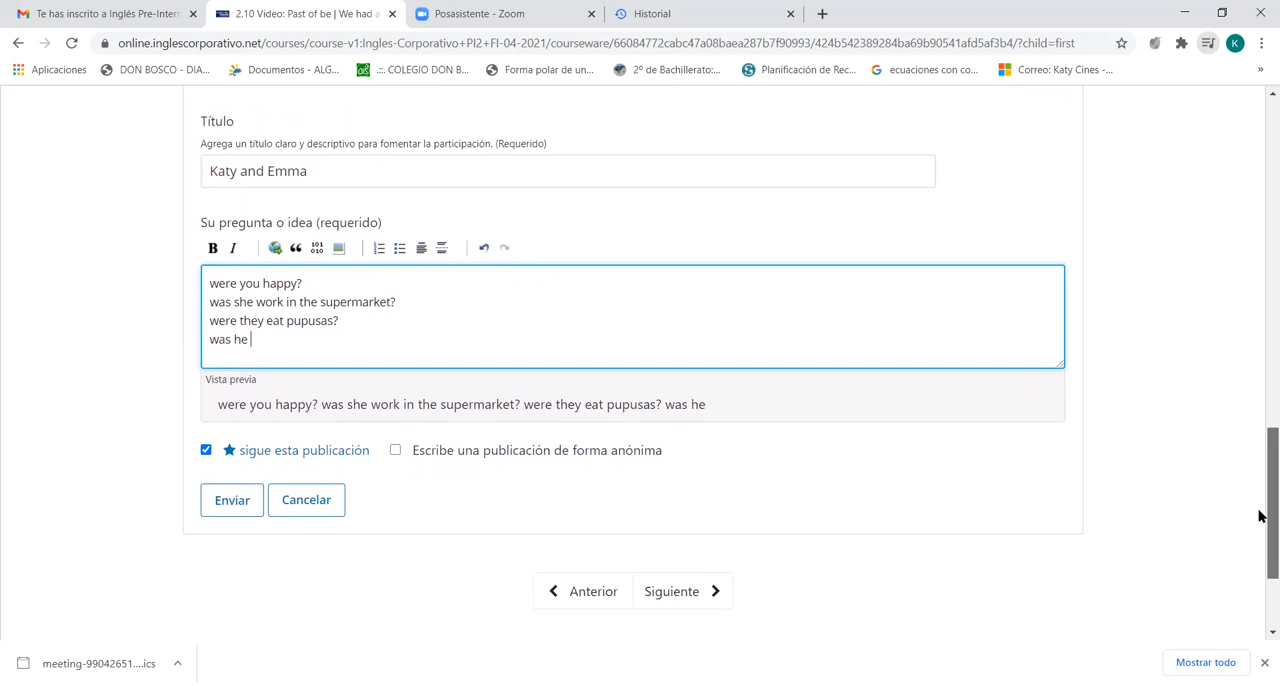 Te has inscrito a Inglés Pre-Intern
2.10 Video: Past of be | We had a
Posasistente - Zoom
Historial
online.inglescorporativo.net/courses/course-v1:Ingles-Corporativo+PI2+FI-04-2021/courseware/66084772cabc47a08baea287b7f90993/424b542389284ba69b90541afd5af3b4/?child=first
K
Aplicaciones
DON BOSCO - DIA...
Documentos - ALG...
.::. COLEGIO DON B...
Forma polar de un...
2º de Bachillerato:...
Planificación de Rec...
ecuaciones con co...
Correo: Katy Cines -...
»
Título
Agrega un título claro y descriptivo para fomentar la participación. (Requerido)
Katy and Emma
Su pregunta o idea (requerido)
B I
were you happy?
was she work in the supermarket?
were they eat pupusas?
was he
Vista previa
were you happy? was she work in the supermarket? were they eat pupusas? was he
sigue esta publicación
Escribe una publicación de forma anónima
Enviar
Cancelar
Anterior
Siguiente
meeting-99042651....ics
Mostrar todo